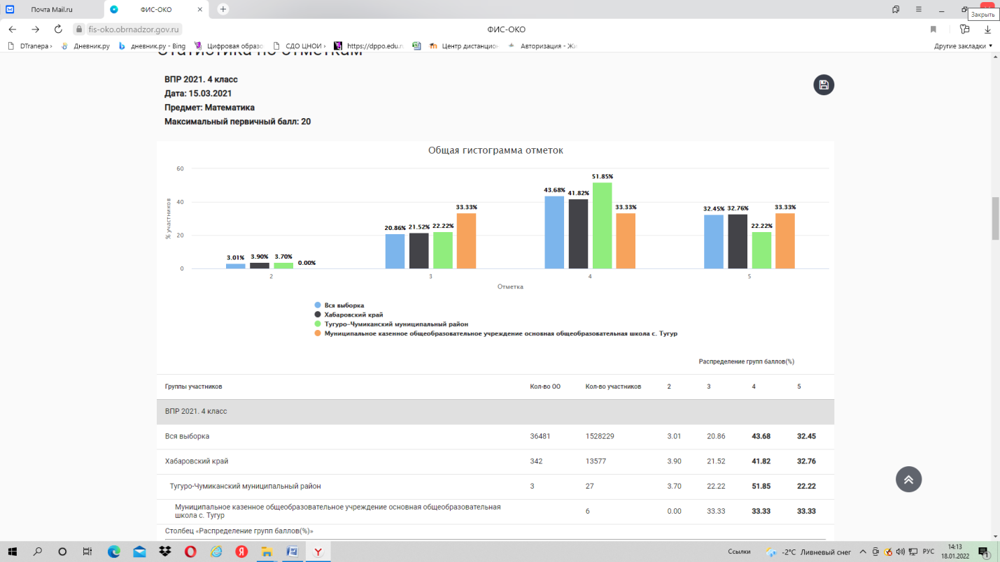 Почта Mail.ru
ФИС-ОКО
Закрыть
fis-oko.obrnadzor.gov.ru
ФИС-ОКО
DTranера
Дневник.ру
дневник.ру - Bing
Цифровая образо
СДО ЦНОИ
https://dppo.edu.ru
Центр дистанцион
Авторизация - Жи
Другие закладки
Статистика по отметкам
ВПР 2021. 4 класс
Дата: 15.03.2021
Предмет: Математика
Максимальный первичный балл: 20
Общая гистограмма отметок
% участников
60
40
20
0
3.01% 3.90% 3.70% 0.00%
20.86% 21.52% 22.22% 33.33%
43.68% 41.82% 51.85% 33.33%
32.45% 32.76% 22.22% 33.33%
2 3 4 5
Отметка
Вся выборка
Хабаровский край
Тугуро-Чумиканский муниципальный район
Муниципальное казенное общеобразовательное учреждение основная общеобразовательная школа с. Тугур
Распределение групп баллов(%)
Группы участников Кол-во ОО Кол-во участников 2 3 4 5
ВПР 2021. 4 класс
Вся выборка 36481 1528229 3.01 20.86 43.68 32.45
Хабаровский край 342 13577 3.90 21.52 41.82 32.76
Тугуро-Чумиканский муниципальный район 3 27 3.70 22.22 51.85 22.22
Муниципальное казенное общеобразовательное учреждение основная общеобразовательная
школа с. Тугур 6 0.00 33.33 33.33 33.33
Столбец «Распределение групп баллов(%)»
Ссылки
-2°C Ливневый снег
РУС
14:13
18.01.2022
1